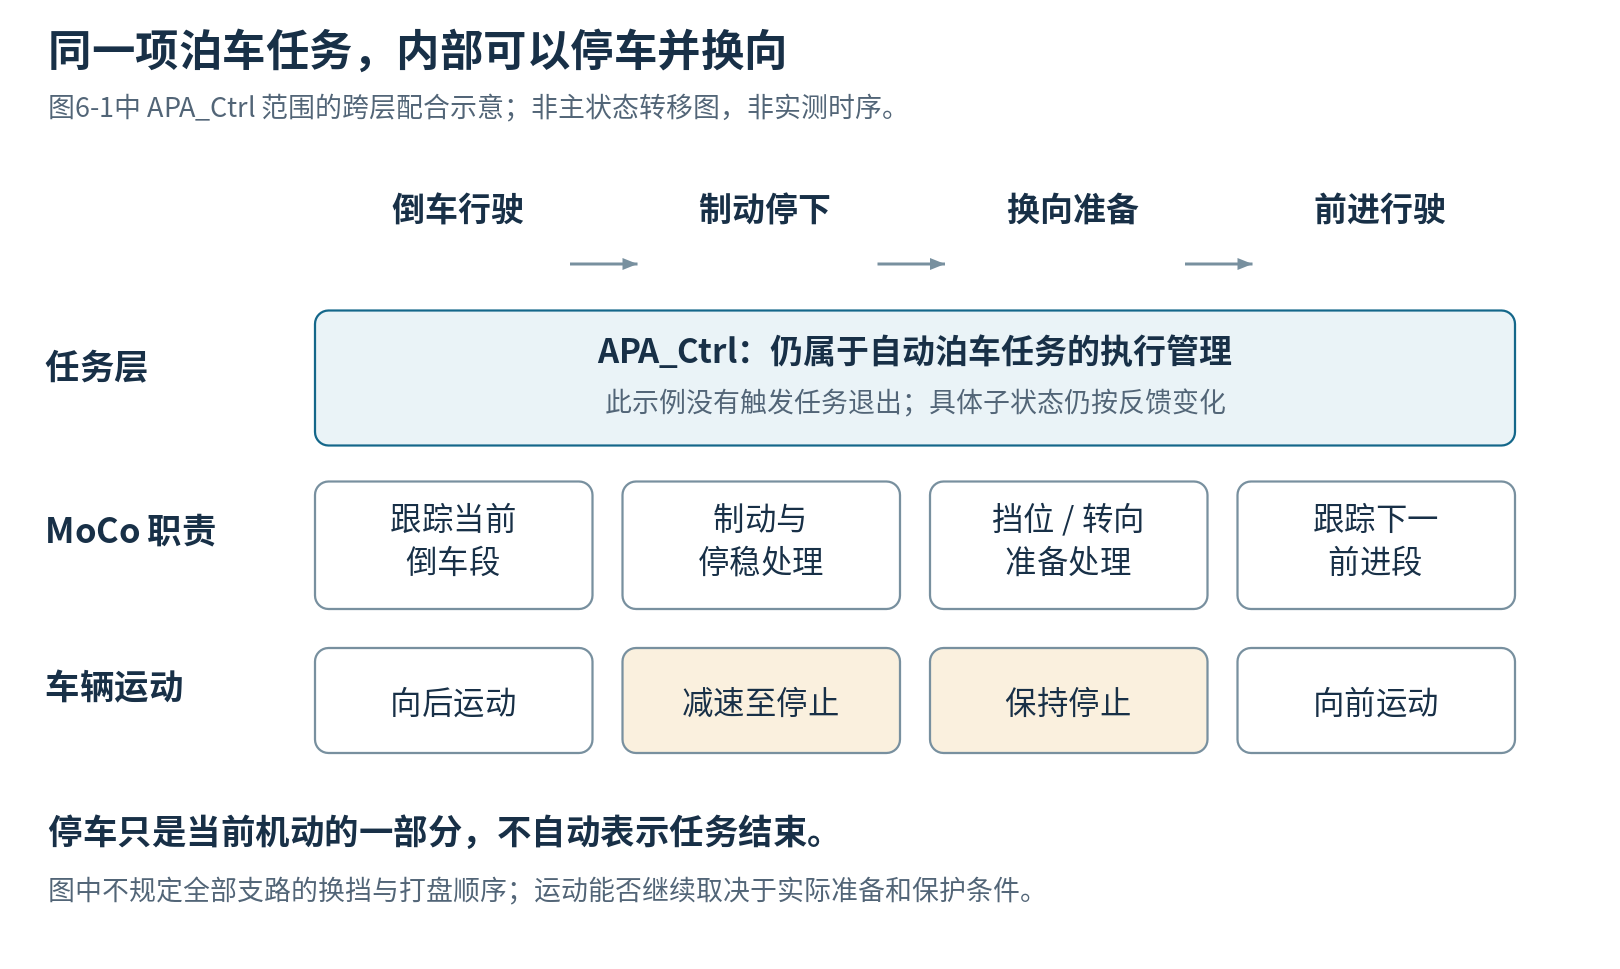 同一项泊车任务，内部可以停车并换向
图6-1中 APA_Ctrl 范围的跨层配合示意；非主状态转移图，非实测时序。
倒车行驶
制动停下
换向准备
前进行驶
任务层
APA_Ctrl：仍属于自动泊车任务的执行管理
此示例没有触发任务退出；具体子状态仍按反馈变化
MoCo 职责
跟踪当前
倒车段
制动与
停稳处理
挡位 / 转向
准备处理
跟踪下一
前进段
车辆运动
向后运动
减速至停止
保持停止
向前运动
停车只是当前机动的一部分，不自动表示任务结束。
图中不规定全部支路的换挡与打盘顺序；运动能否继续取决于实际准备和保护条件。